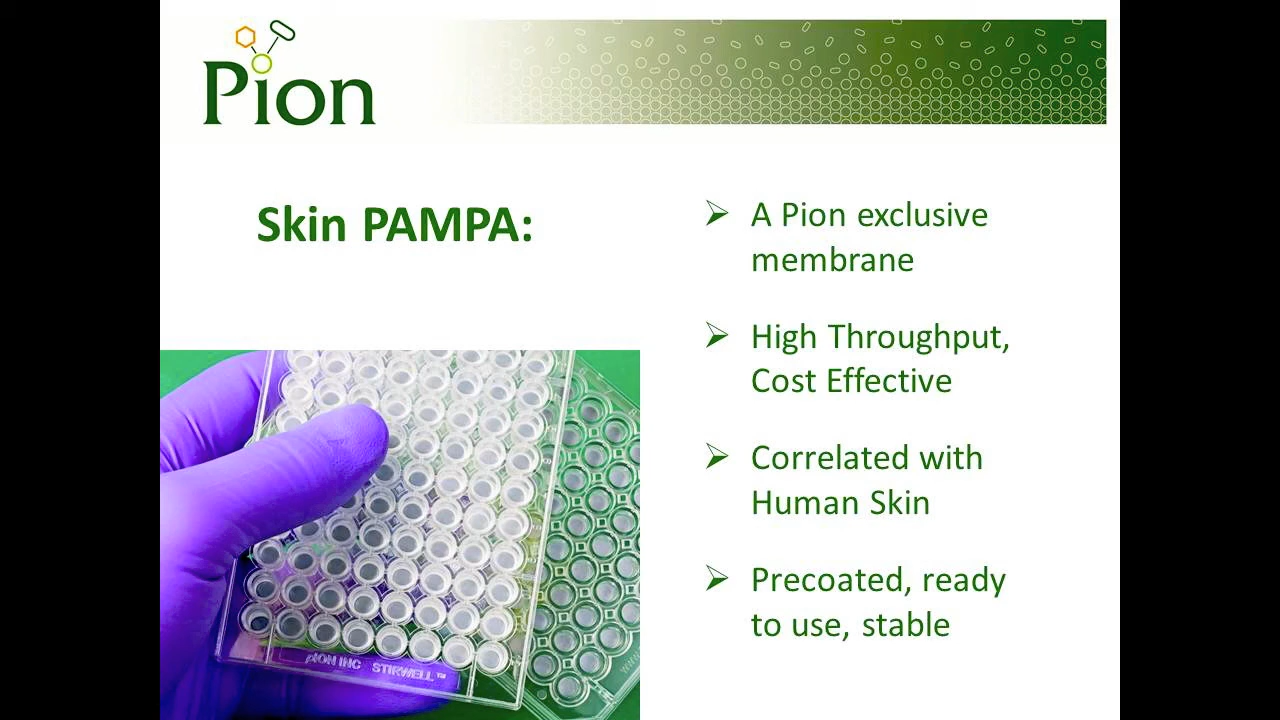 Pion
Skin PAMPA:
A Pion exclusive
membrane
High Throughput,
Cost Effective
Correlated with
Human Skin
Precoated, ready
to use, stable
pION INC STIRWELL™